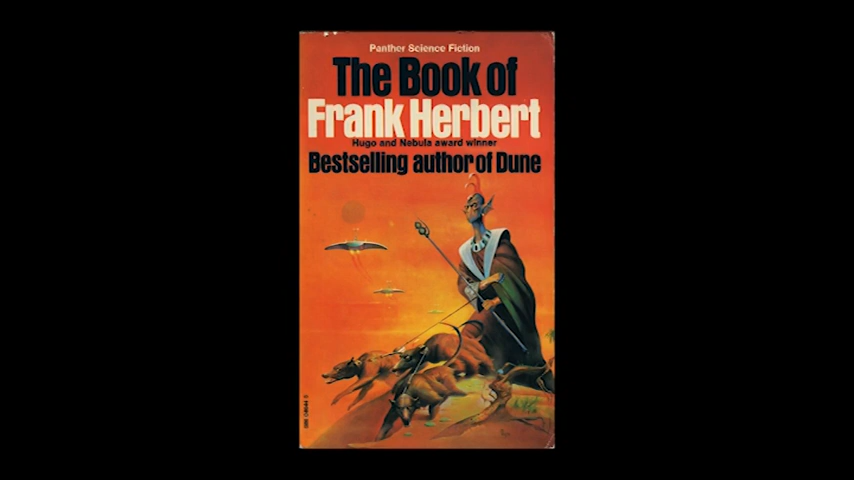 Panther Science Fiction
The Book of
Frank Herbert
Hugo and Nebula award winner
Bestselling author of Dune